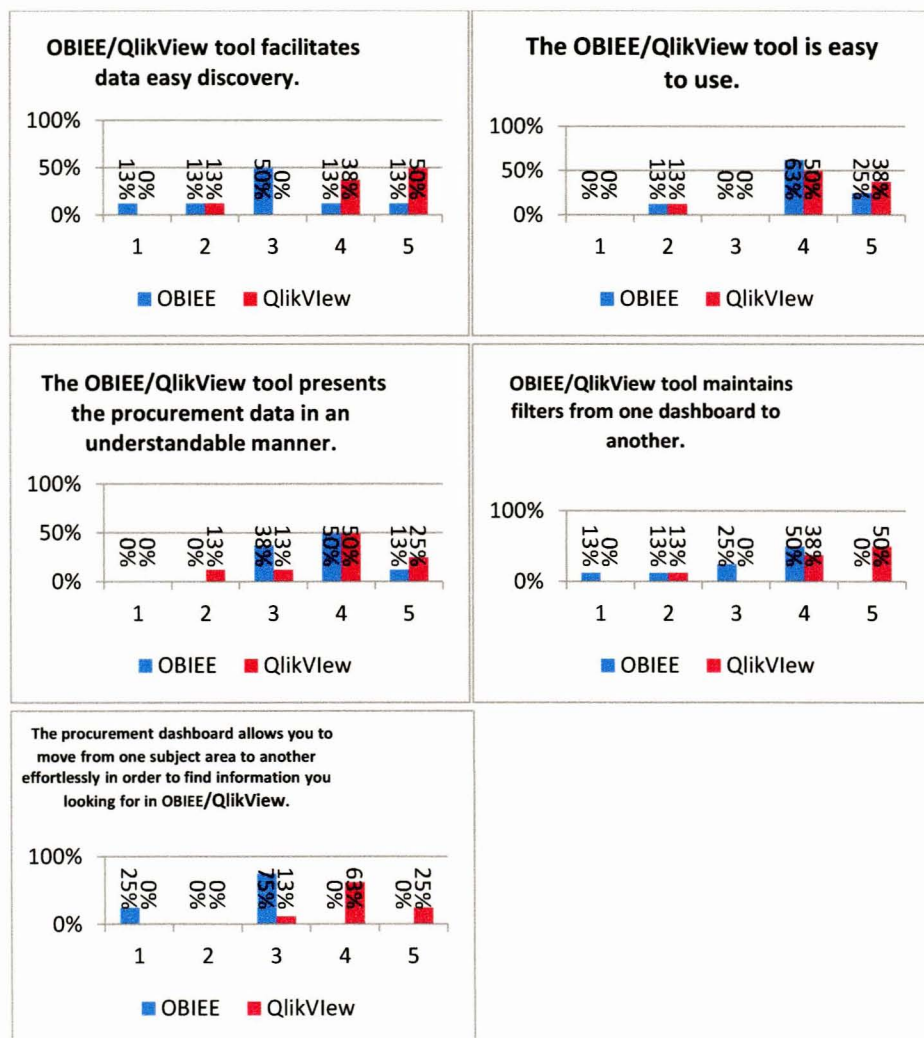 OBIEE/QlikView tool facilitates
data easy discovery.
100%
50%
0%
13% 0% 13% 13% 50% 0% 13% 38% 13% 50%
1 2 3 4 5
OBIEE QlikVIew
The OBIEE/QlikView tool is easy
to use.
100%
50%
0%
0% 0% 13% 13% 0% 0% 63% 50% 25% 38%
1 2 3 4 5
OBIEE QlikVIew
The OBIEE/QlikView tool presents
the procurement data in an
understandable manner.
100%
50%
0%
0% 0% 0% 13% 38% 13% 50% 50% 13% 25%
1 2 3 4 5
OBIEE QlikVIew
OBIEE/QlikView tool maintains
filters from one dashboard to
another.
100%
50%
0%
13% 0% 13% 13% 25% 0% 50% 38% 0% 50%
1 2 3 4 5
OBIEE QlikVIew
The procurement dashboard allows you to
move from one subject area to another
effortlessly in order to find information you
looking for in OBIEE/QlikView.
100%
0%
25% 0% 0% 0% 75% 13% 0% 63% 0% 25%
1 2 3 4 5
OBIEE QlikVIew